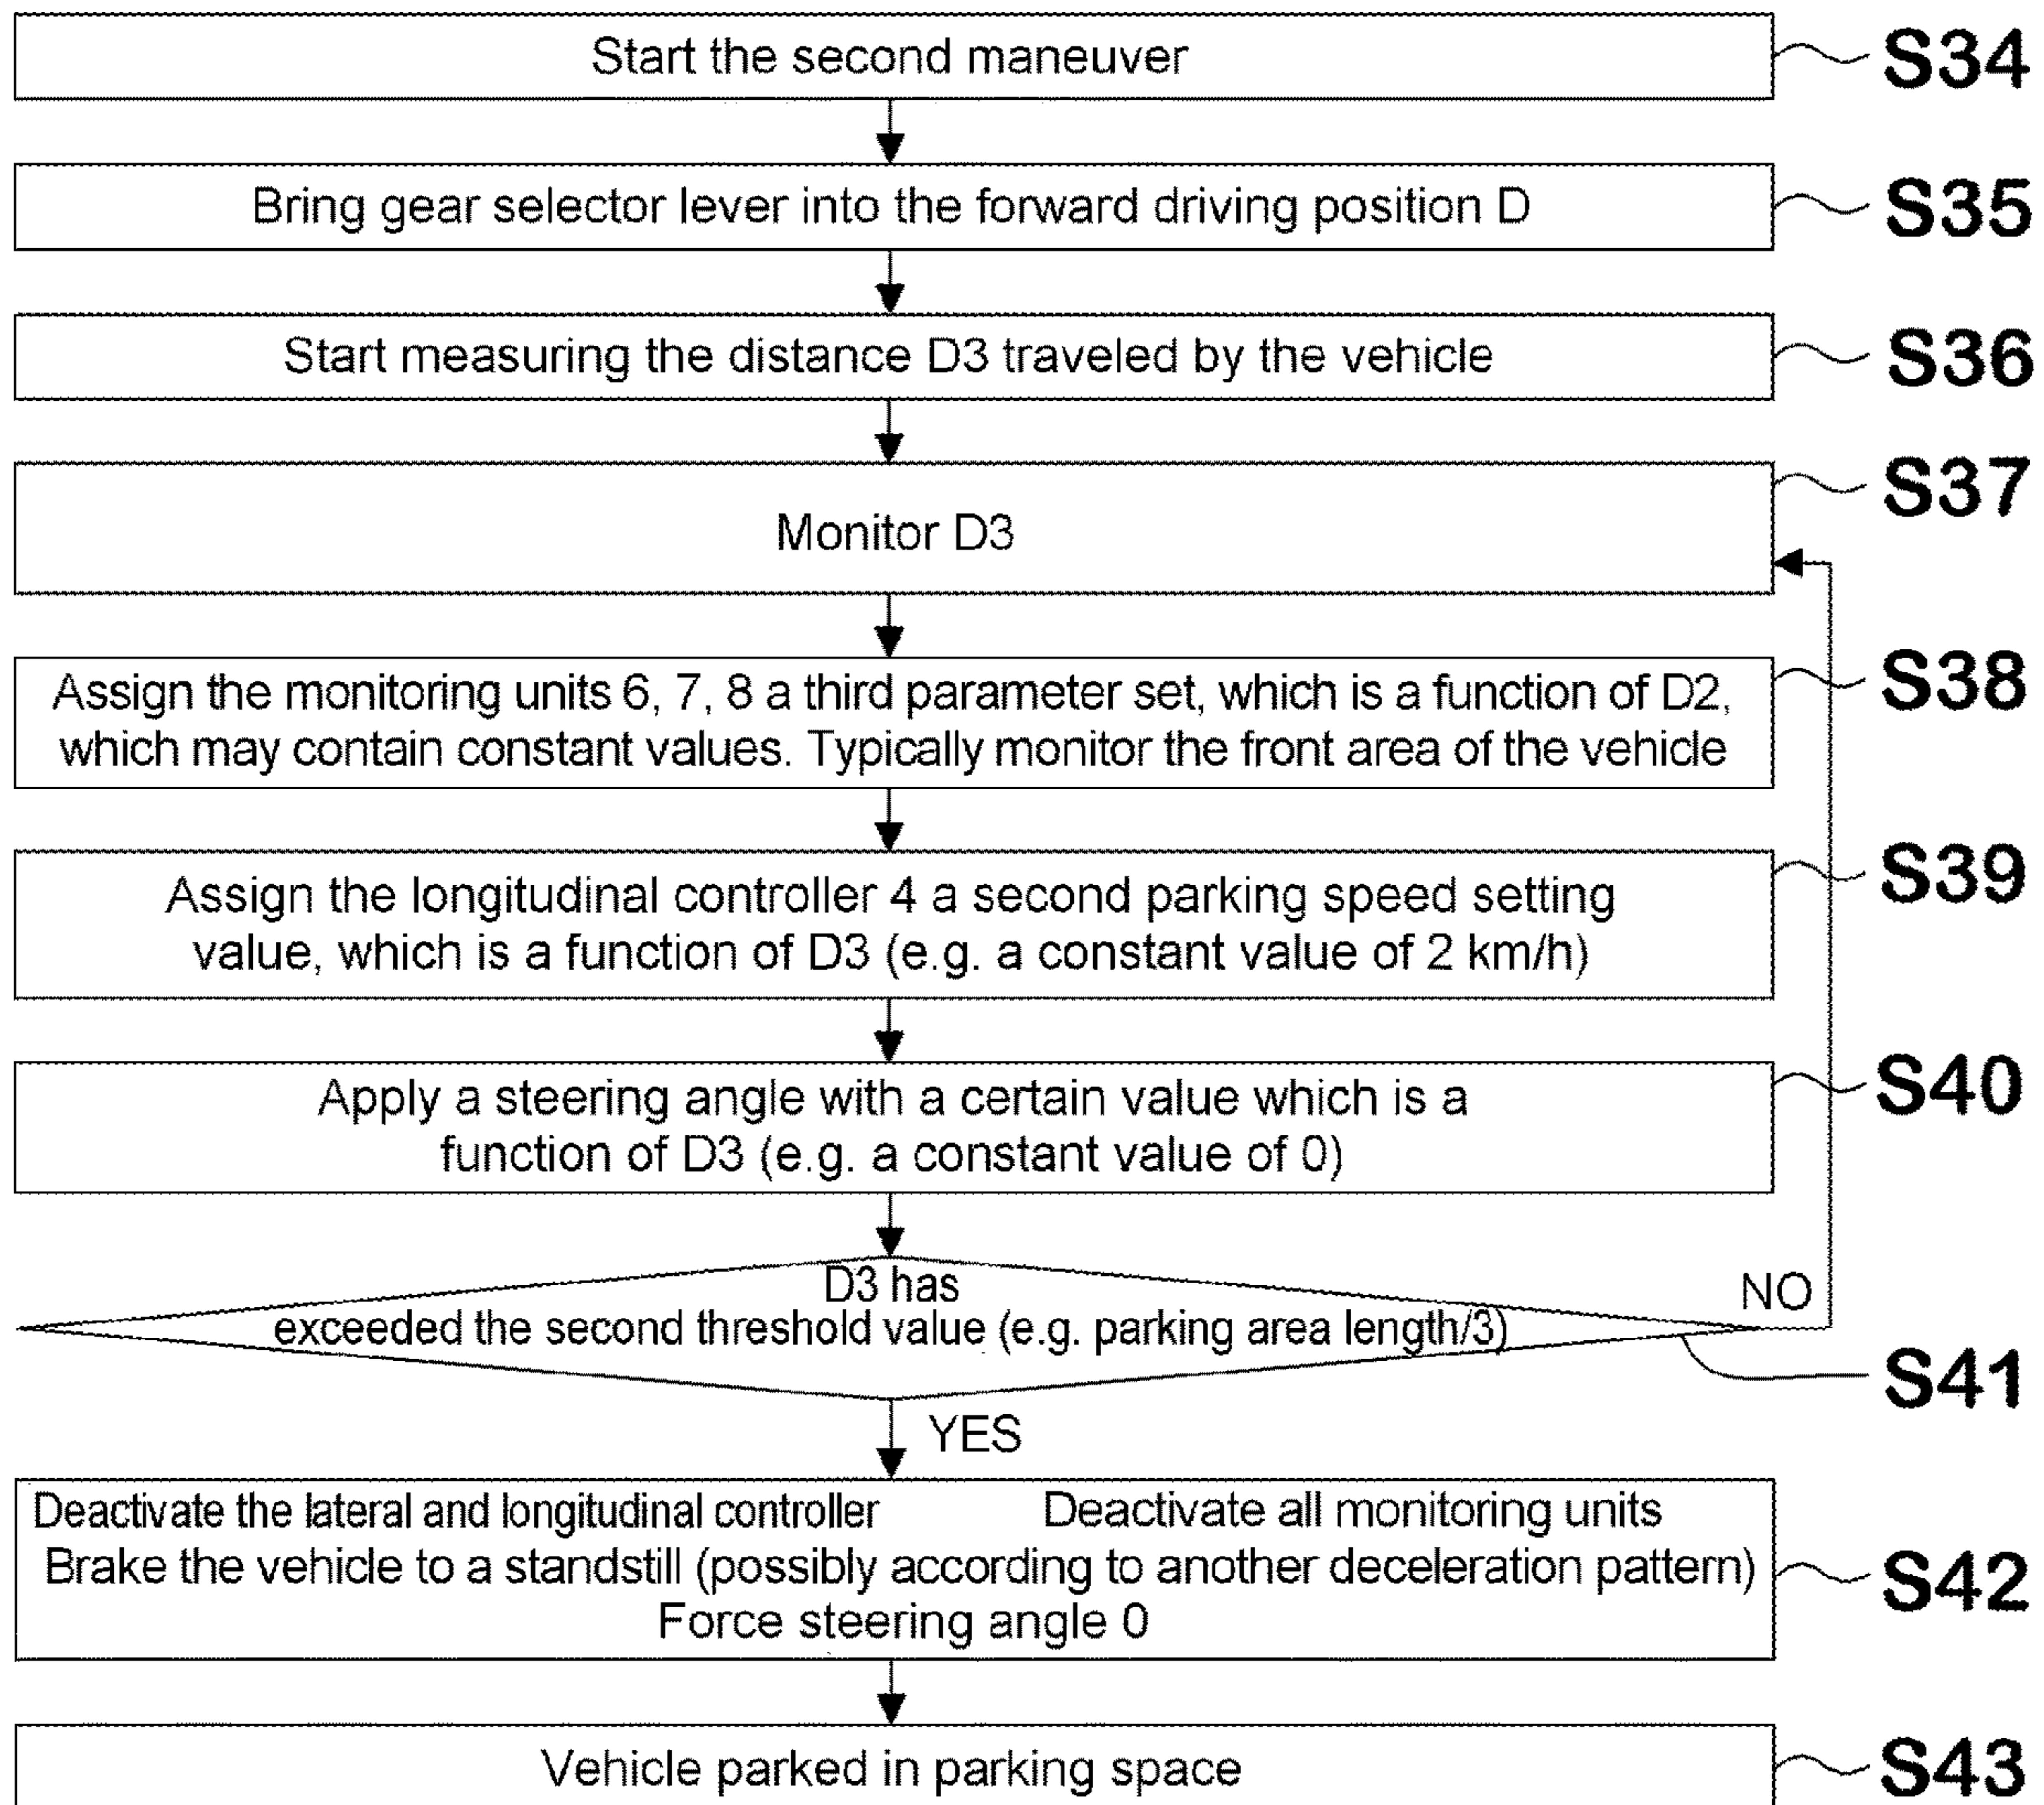 Start the second maneuver
S34
Bring gear selector lever into the forward driving position D
S35
Start measuring the distance D3 traveled by the vehicle
S36
Monitor D3
S37
Assign the monitoring units 6, 7, 8 a third parameter set, which is a function of D2,
which may contain constant values. Typically monitor the front area of the vehicle
S38
Assign the longitudinal controller 4 a second parking speed setting
value, which is a function of D3 (e.g. a constant value of 2 km/h)
S39
Apply a steering angle with a certain value which is a
function of D3 (e.g. a constant value of 0)
S40
D3 has
exceeded the second threshold value (e.g. parking area length/3)
NO
S41
YES
Deactivate the lateral and longitudinal controller Deactivate all monitoring units
Brake the vehicle to a standstill (possibly according to another deceleration pattern)
Force steering angle 0
S42
Vehicle parked in parking space
S43